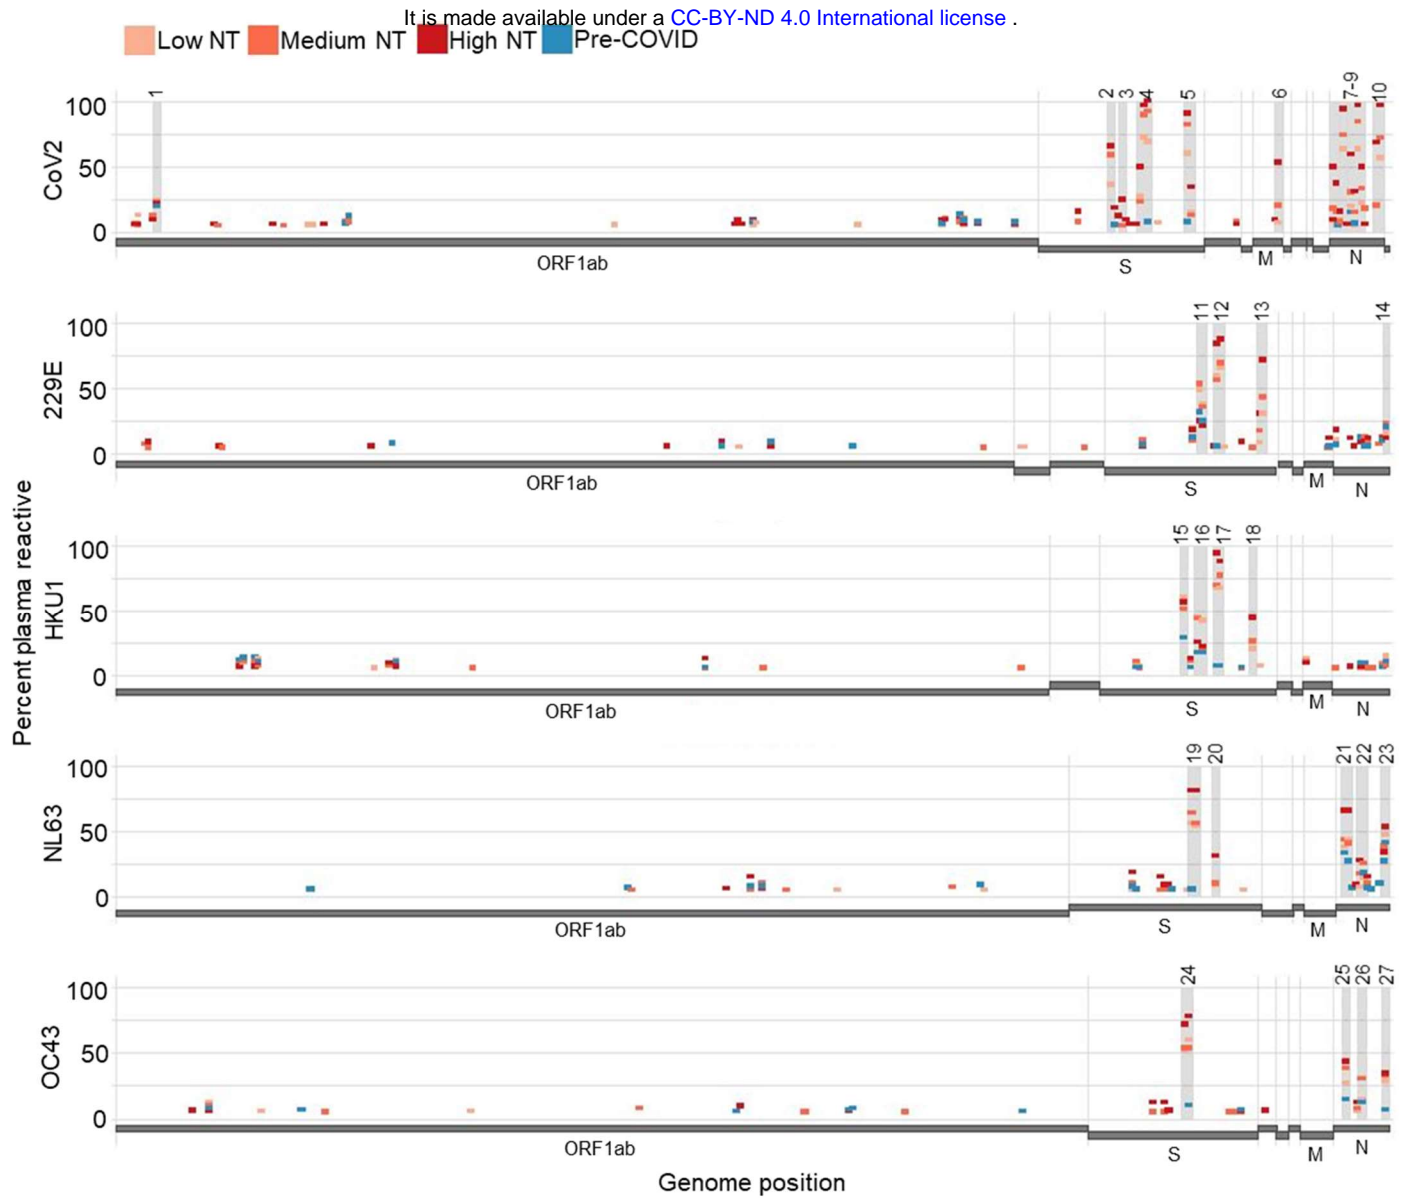 It is made available under a CC-BY-ND 4.0 International license .
Low NT Medium NT High NT Pre-COVID
Percent plasma reactive
CoV2
100
50
0
1 2 3 4 5 6 7-9 10
ORF1ab S M N
229E
100
50
0
11 12 13 14
ORF1ab S M N
HKU1
100
50
0
15 16 17 18
ORF1ab S M N
NL63
100
50
0
19 20 21 22 23
ORF1ab S M N
OC43
100
50
0
24 25 26 27
ORF1ab S M N
Genome position